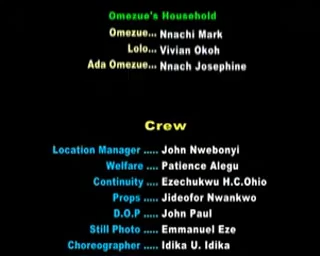 Omezue's Household
Omezue... Nnachi Mark
Lolo... Vivian Okoh
Ada Omezue... Nnach Josephine
Crew
Location Manager ..... John Nwebonyi
Welfare .... Patience Alegu
Continuity .... Ezechukwu H.C.Ohio
Props .... Jideofor Nwankwo
D.O.P ..... John Paul
Still Photo .... Emmanuel Eze
Choreographer ..... Idika U. Idika